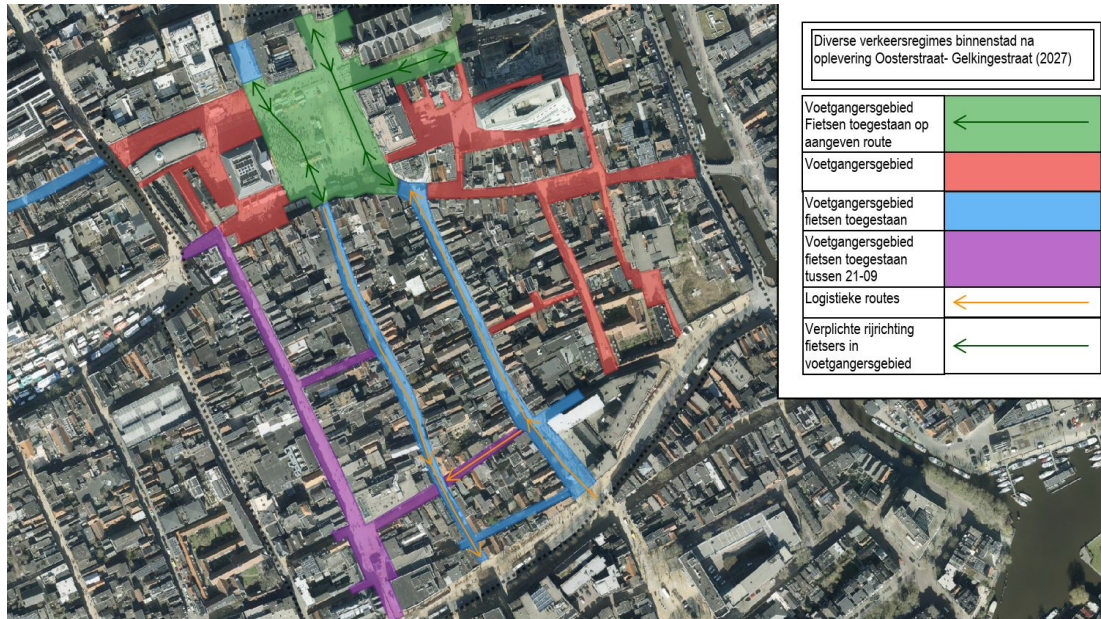 Diverse verkeersregimes binnenstad na
oplevering Oosterstraat- Gelkingestraat (2027)
Voetgangersgebied
Fietsen toegestaan op
aangeven route
Voetgangersgebied
Voetgangersgebied
fietsen toegestaan
Voetgangersgebied
fietsen toegestaan
tussen 21-09
Logistieke routes
Verplichte rijrichting
fietsers in
voetgangersgebied